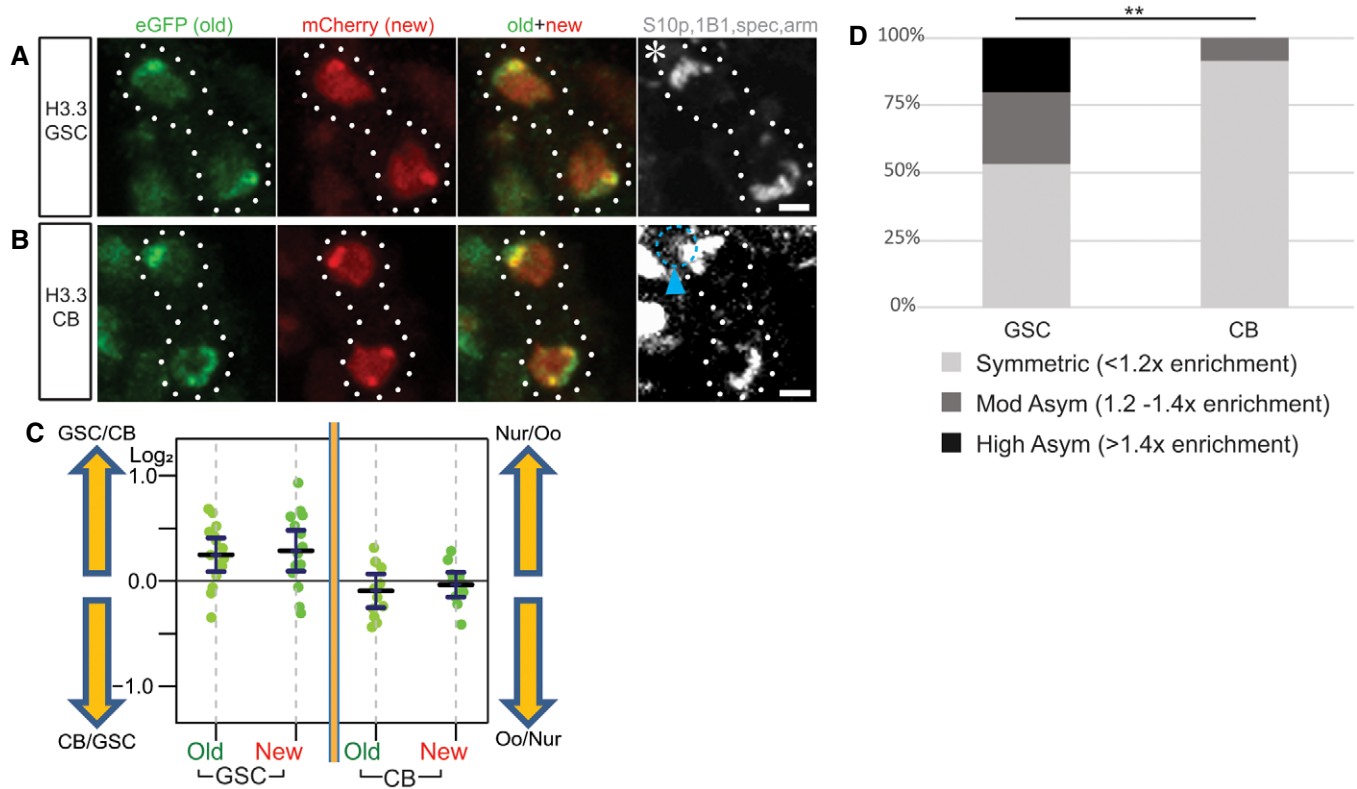 eGFP (old) mCherry (new) old+new S10p,1B1,spec,arm
A
H3.3
GSC
*
B
H3.3
CB
C
GSC/CB
Nur/Oo
Log₂
1.0
0.0
−1.0
CB/GSC
Oo/Nur
Old New Old New
GSC CB
D
**
100%
75%
50%
25%
0%
GSC CB
Symmetric (<1.2x enrichment)
Mod Asym (1.2 -1.4x enrichment)
High Asym (>1.4x enrichment)